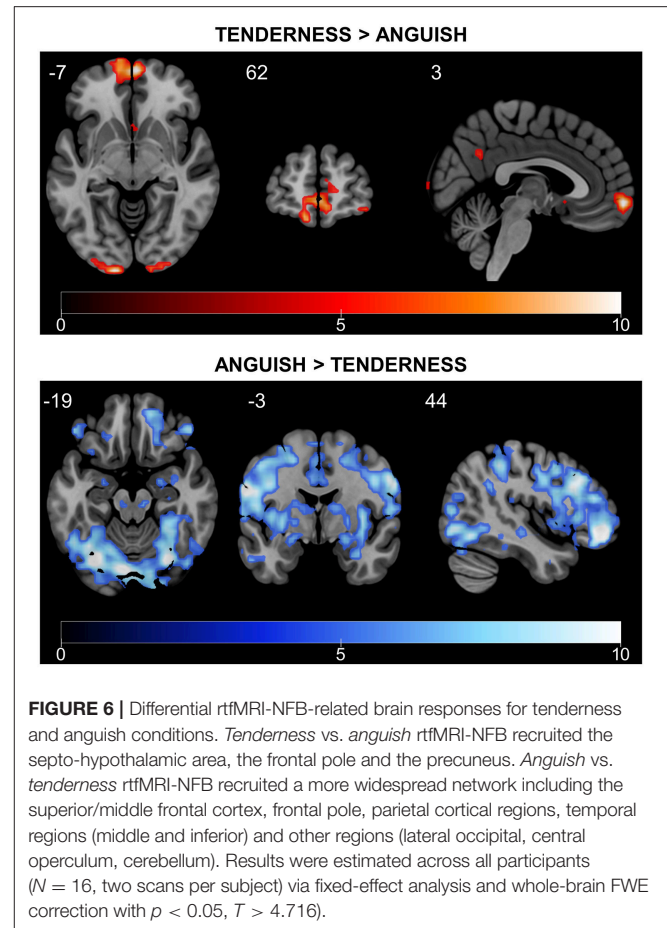 TENDERNESS > ANGUISH
-7 62 3
0 5 10
ANGUISH > TENDERNESS
-19 -3 44
0 5 10
FIGURE 6 | Differential rtfMRI-NFB-related brain responses for tenderness
and anguish conditions. Tenderness vs. anguish rtfMRI-NFB recruited the
septo-hypothalamic area, the frontal pole and the precuneus. Anguish vs.
tenderness rtfMRI-NFB recruited a more widespread network including the
superior/middle frontal cortex, frontal pole, parietal cortical regions, temporal
regions (middle and inferior) and other regions (lateral occipital, central
operculum, cerebellum). Results were estimated across all participants
(N = 16, two scans per subject) via fixed-effect analysis and whole-brain FWE
correction with p < 0.05, T > 4.716).